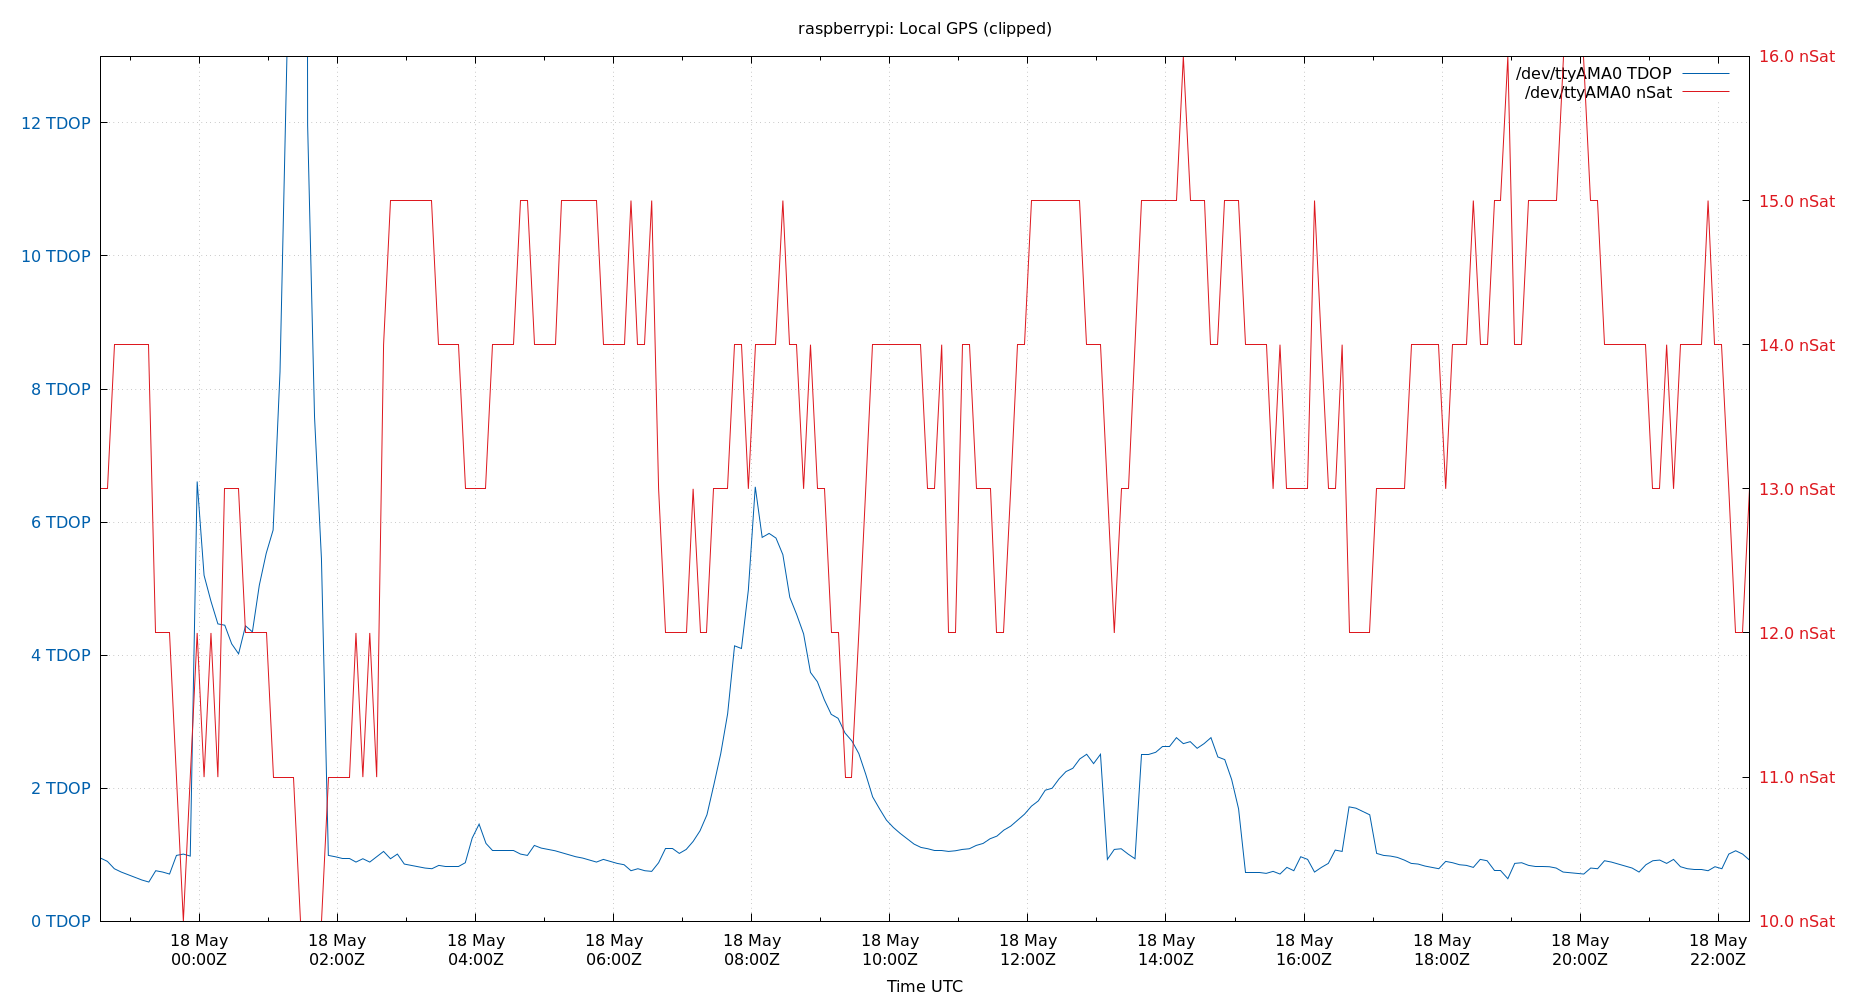 raspberrypi: Local GPS (clipped)
/dev/ttyAMA0 TDOP
/dev/ttyAMA0 nSat
12 TDOP
10 TDOP
8 TDOP
6 TDOP
4 TDOP
2 TDOP
0 TDOP
16.0 nSat
15.0 nSat
14.0 nSat
13.0 nSat
12.0 nSat
11.0 nSat
10.0 nSat
18 May
00:00Z
18 May
02:00Z
18 May
04:00Z
18 May
06:00Z
18 May
08:00Z
18 May
10:00Z
18 May
12:00Z
18 May
14:00Z
18 May
16:00Z
18 May
18:00Z
18 May
20:00Z
18 May
22:00Z
Time UTC